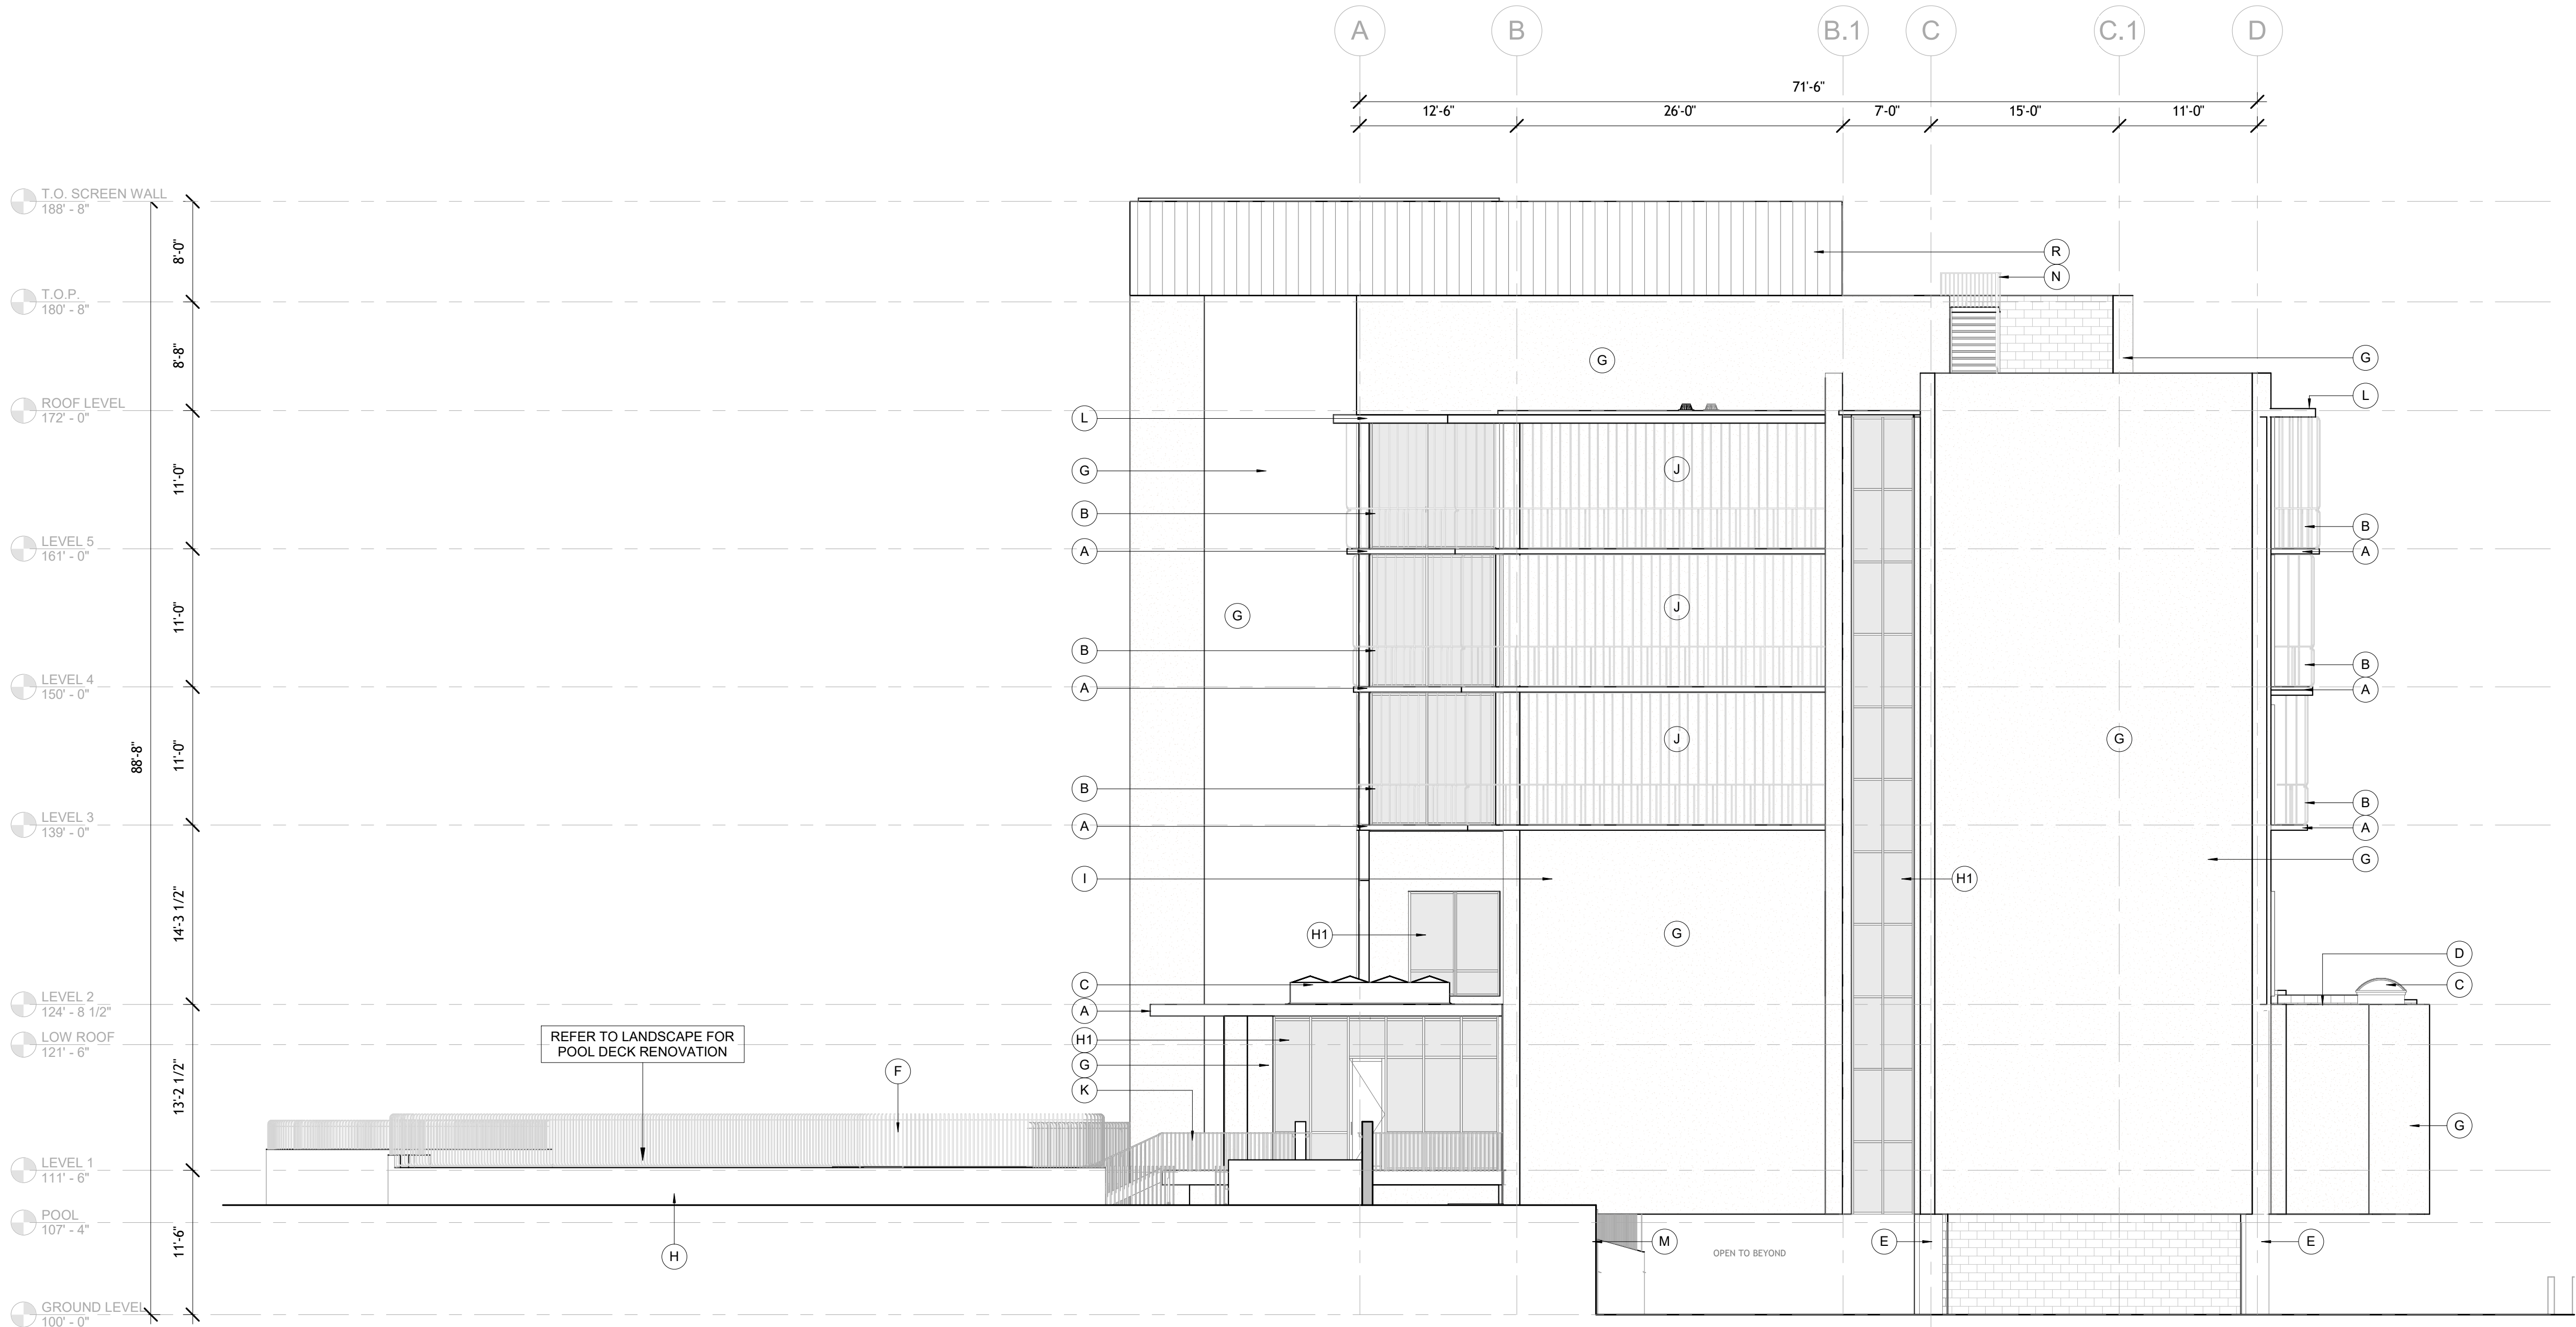 A
B
B.1
C
C.1
D
71'-6"
12'-6"
26'-0"
7'-0"
15'-0"
11'-0"
T.O. SCREEN WALL
188' - 8"
8'-0"
R
N
T.O.P.
180' - 8"
8'-8"
G
G
L
ROOF LEVEL
172' - 0"
L
11'-0"
G
J
B
B
LEVEL 5
161' - 0"
A
A
11'-0"
G
J
B
B
LEVEL 4
150' - 0"
A
A
88'-8"
11'-0"
J
G
B
B
LEVEL 3
139' - 0"
A
A
G
14'-3 1/2"
I
H1
H1
G
D
C
C
LEVEL 2
124' - 8 1/2"
A
LOW ROOF
121' - 6"
REFER TO LANDSCAPE FOR
POOL DECK RENOVATION
H1
G
F
K
13'-2 1/2"
G
LEVEL 1
111' - 6"
POOL
107' - 4"
11'-6"
H
M
OPEN TO BEYOND
E
E
GROUND LEVEL
100' - 0"